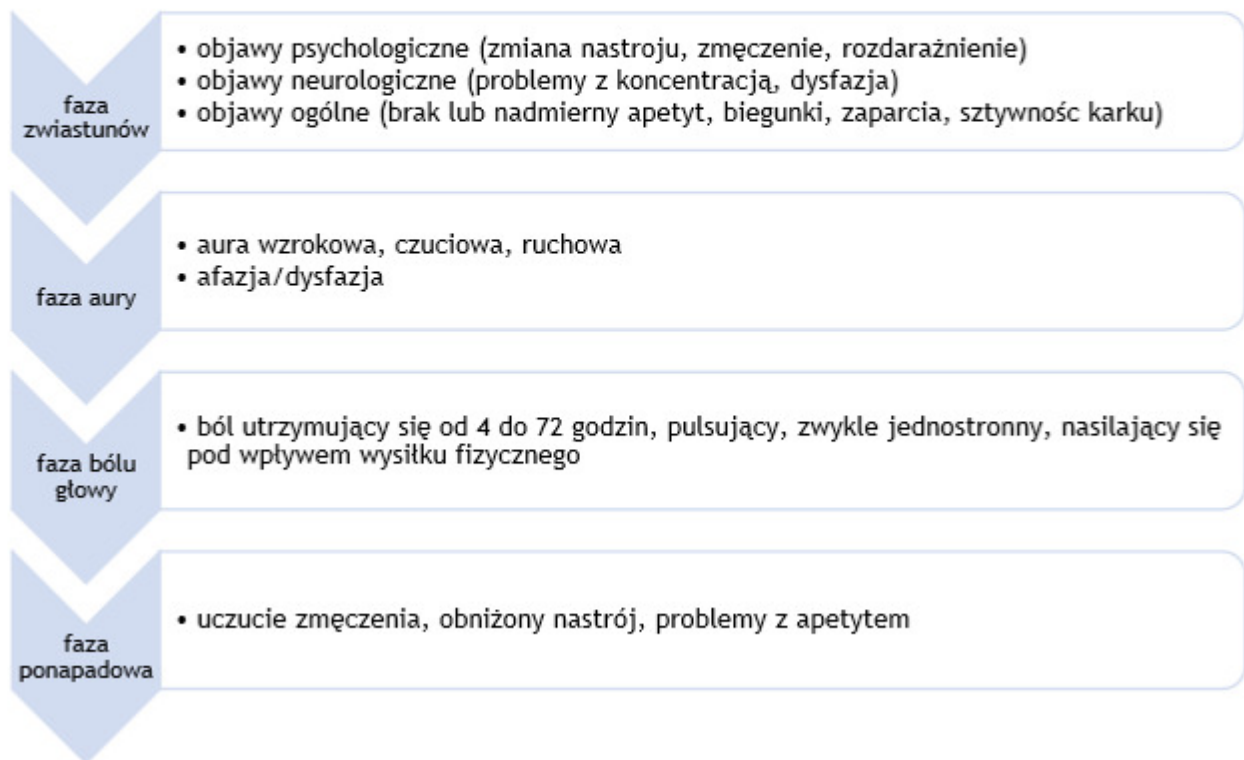 faza
zwiastunów
• objawy psychologiczne (zmiana nastroju, zmęczenie, rozdarażnienie)
• objawy neurologiczne (problemy z koncentracją, dysfazja)
• objawy ogólne (brak lub nadmierny apetyt, biegunki, zaparcia, sztywnośc karku)
faza aury
• aura wzrokowa, czuciowa, ruchowa
• afazja/dysfazja
faza bólu
głowy
• ból utrzymujący się od 4 do 72 godzin, pulsujący, zwykle jednostronny, nasilający się
pod wpływem wysiłku fizycznego
faza
ponapadowa
• uczucie zmęczenia, obniżony nastrój, problemy z apetytem